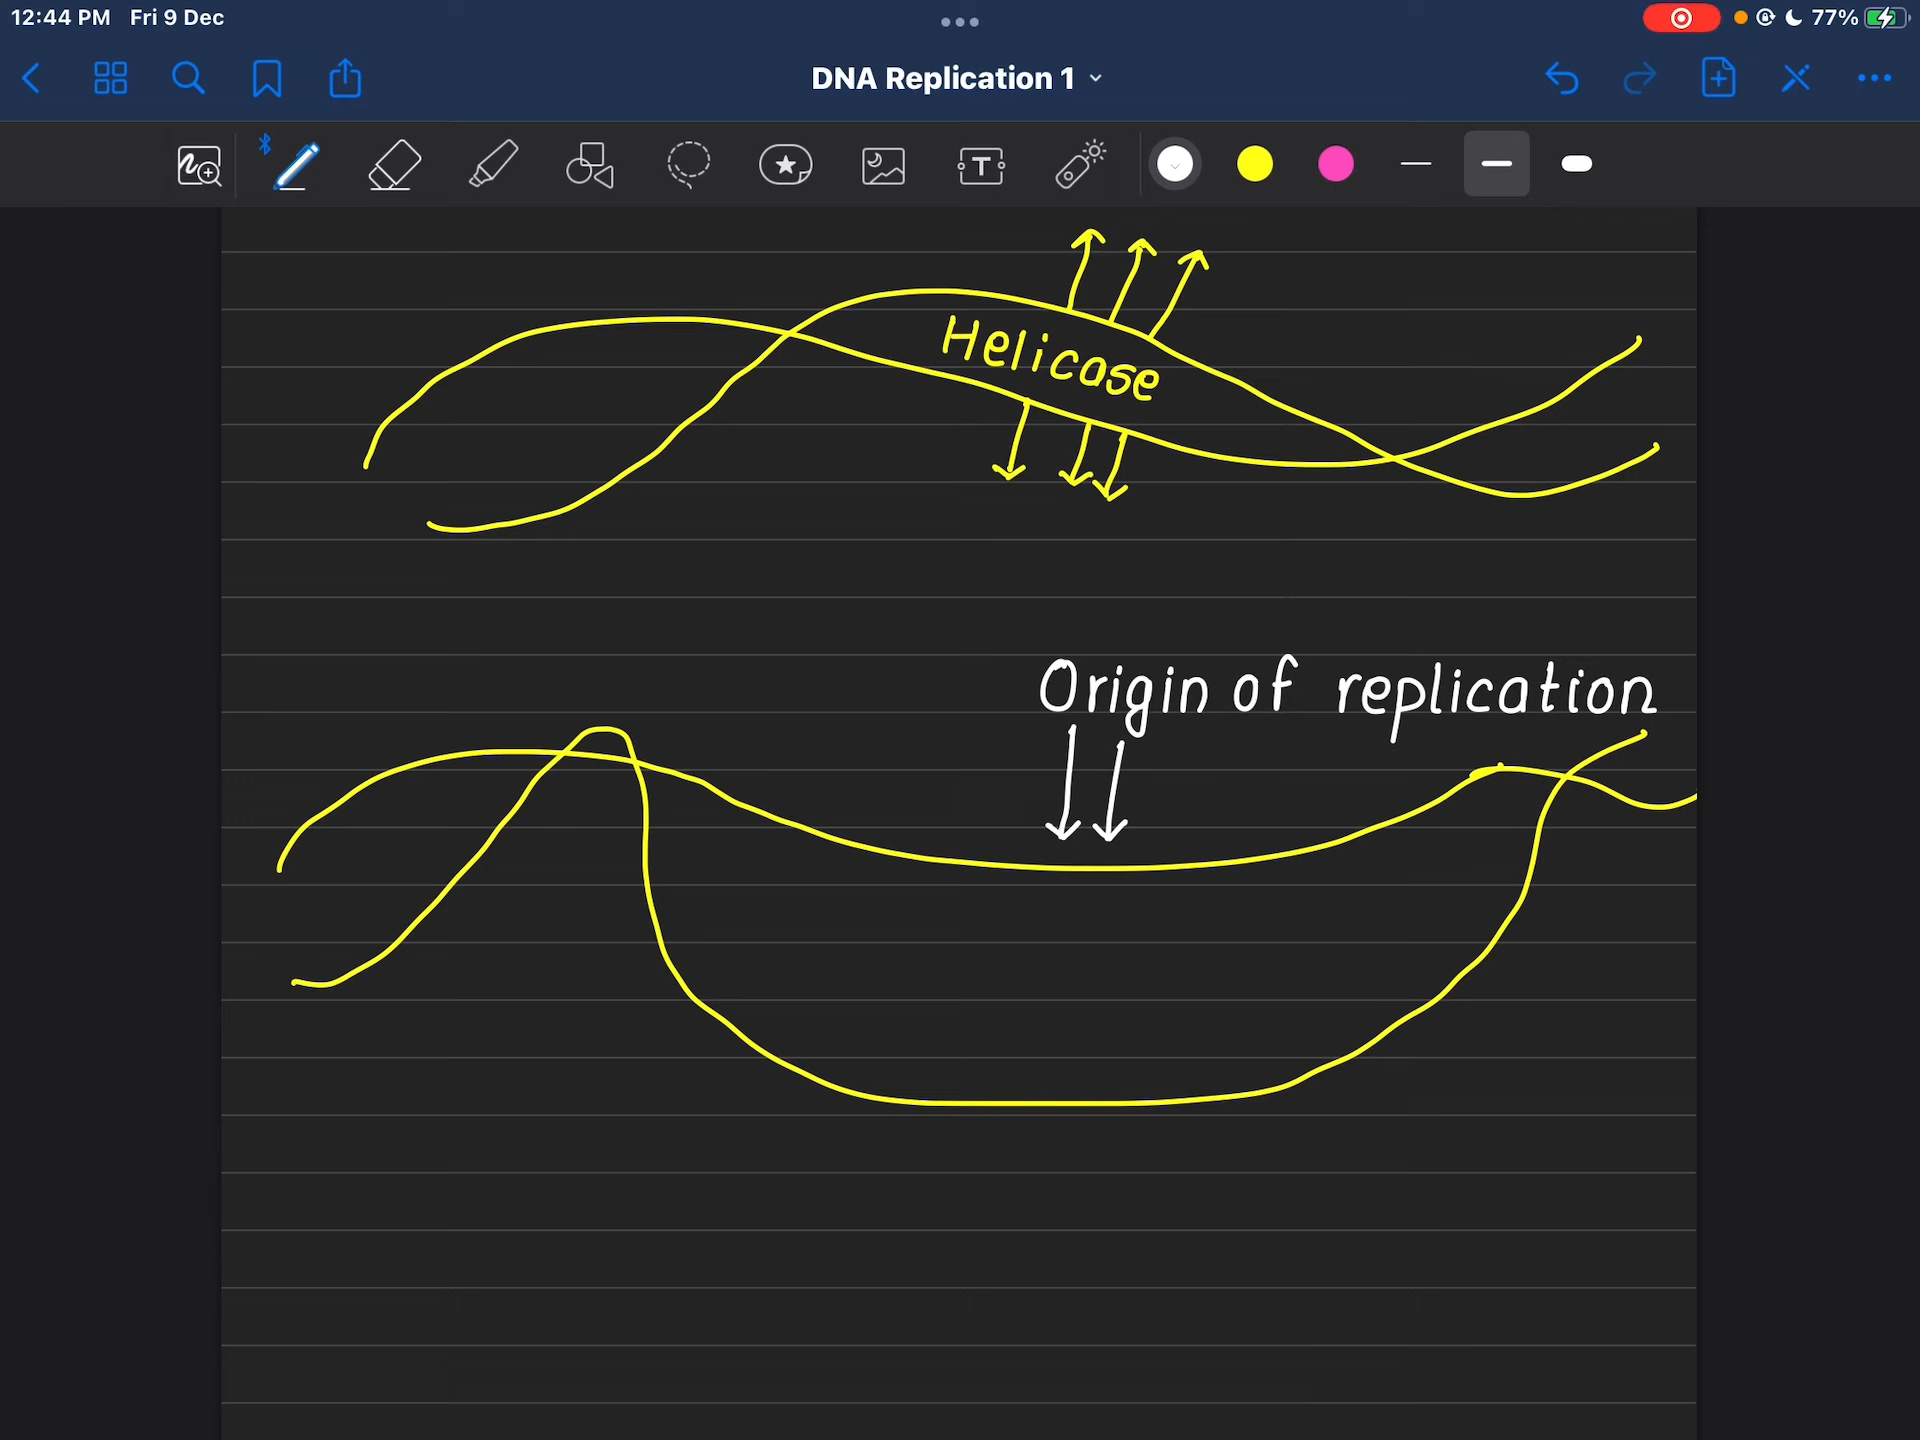 12:44 PM Fri 9 Dec
77%
DNA Replication 1
T
Helicase
Origin of replication